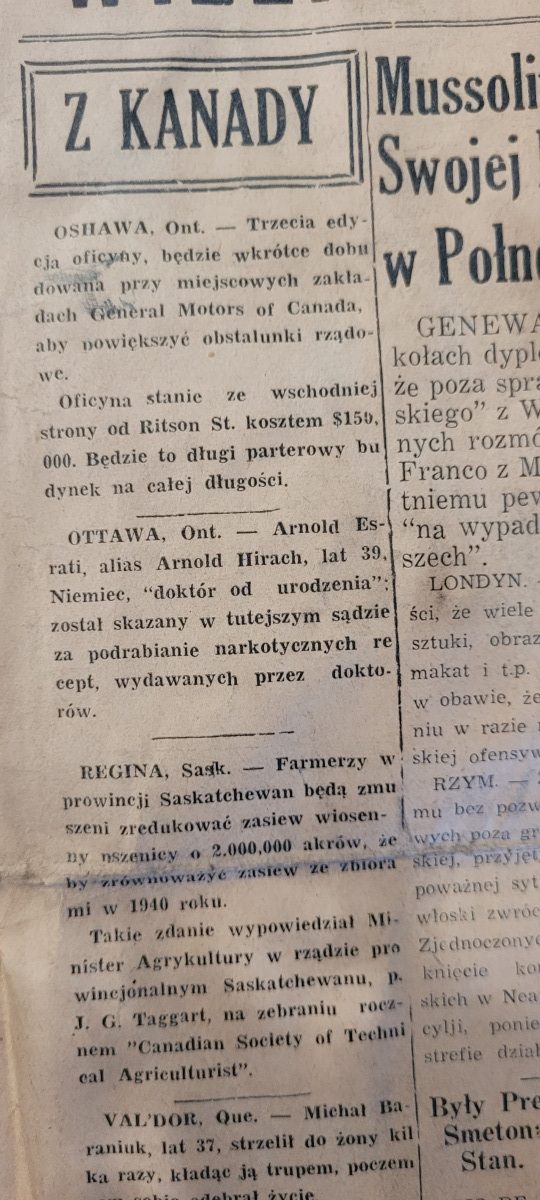 Z KANADY
OSHAWA, Ont. — Trzecia edy-
cja oficyny, będzie wkrótce dobu
dowana przy miejscowych zakła-
dach General Motors of Canada,
aby powiększyć obstalunki rządo-
we.
Oficyna stanie ze wschodniej
strony od Ritson St. kosztem $150,
000. Będzie to długi parterowy bu
dynek na całej długości.
OTTAWA, Ont. — Arnold Es-
rati, alias Arnold Hirach, lat 39,
Niemiec, “doktór od urodzenia”;
został skazany w tutejszym sądzie
za podrabianie narkotycznych re
cept, wydawanych przez dokto-
rów.
REGINA, Sask. — Farmerzy w
prowincji Saskatchewan będą zmu
szeni zredukować zasiew wiosen-
ny pszenicy o 2.000,000 akrów, że
by zrównoważyć zasiew ze zbiora
mi w 1940 roku.
Takie zdanie wypowiedział Mi-
nister Agrykultury w rządzie pro
wincjonalnym Saskatchewanu, p.
J. G. Taggart, na zebraniu rocz-
nem ”Canadian Society of Techni
cal Agriculturist”.
VAL’DOR, Que. — Michał Ba-
raniuk, lat 37, strzelił do żony kil
ka razy, kładąc ją trupem, poczem
sobie odebrał życie
Mussoli
Swojej
w Połn
GENEWA
kołach dypl
że poza spra
skiego” z W
nych rozmó
Franco z M
tniemu pew
“na wypad
szech”.
LONDYN. -
ści, że wiele
sztuki, obraz
makat i t.p.
w obawie, że
niu w razie
skiej ofensyw
RZYM. —
mu bez pozw
wych poza gr
skiej, przyjęt
poważnej syt
włoski zwróc
Zjednoczonyc
knięcie ko
skich w Nea
cylji, ponie
strefie dział
Były Pre
Smeton
Stan.